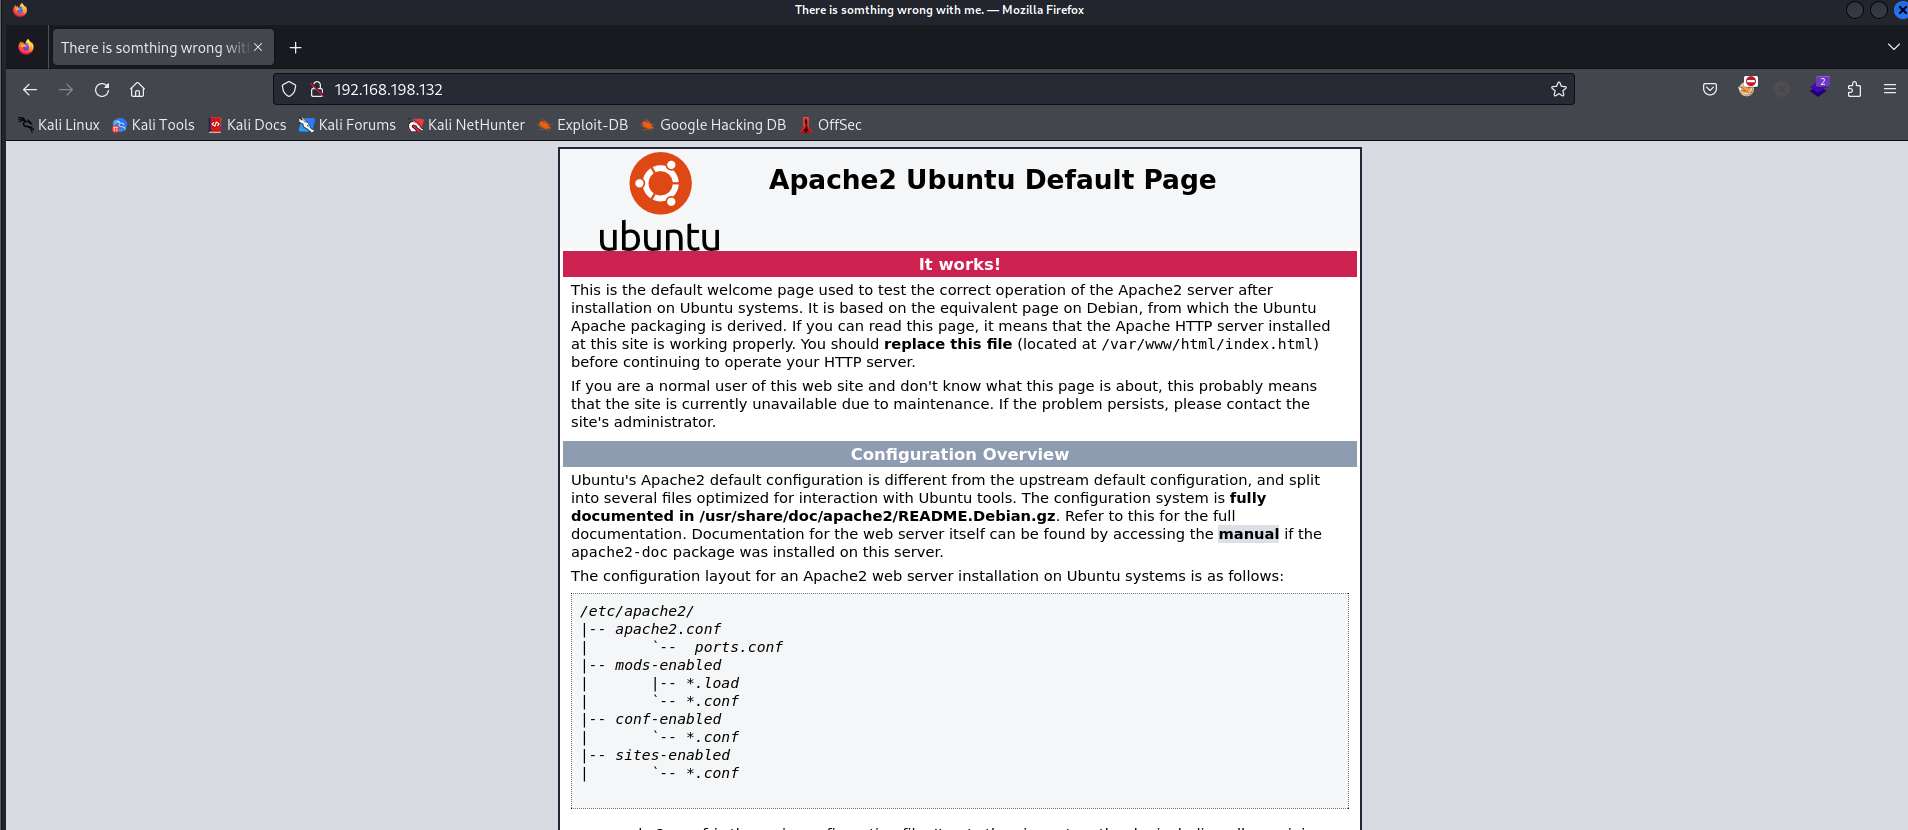 There is somthing wrong with me. — Mozilla Firefox
There is somthing wrong wit
192.168.198.132
2
Kali Linux Kali Tools Kali Docs Kali Forums Kali NetHunter Exploit-DB Google Hacking DB OffSec
ubuntu
Apache2 Ubuntu Default Page
It works!
This is the default welcome page used to test the correct operation of the Apache2 server after
installation on Ubuntu systems. It is based on the equivalent page on Debian, from which the Ubuntu
Apache packaging is derived. If you can read this page, it means that the Apache HTTP server installed
at this site is working properly. You should replace this file (located at /var/www/html/index.html)
before continuing to operate your HTTP server.
If you are a normal user of this web site and don't know what this page is about, this probably means
that the site is currently unavailable due to maintenance. If the problem persists, please contact the
site's administrator.
Configuration Overview
Ubuntu's Apache2 default configuration is different from the upstream default configuration, and split
into several files optimized for interaction with Ubuntu tools. The configuration system is fully
documented in /usr/share/doc/apache2/README.Debian.gz. Refer to this for the full
documentation. Documentation for the web server itself can be found by accessing the manual if the
apache2-doc package was installed on this server.
The configuration layout for an Apache2 web server installation on Ubuntu systems is as follows:
/etc/apache2/
|-- apache2.conf
|       `--  ports.conf
|-- mods-enabled
|       |-- *.load
|       `-- *.conf
|-- conf-enabled
|       `-- *.conf
|-- sites-enabled
|       `-- *.conf